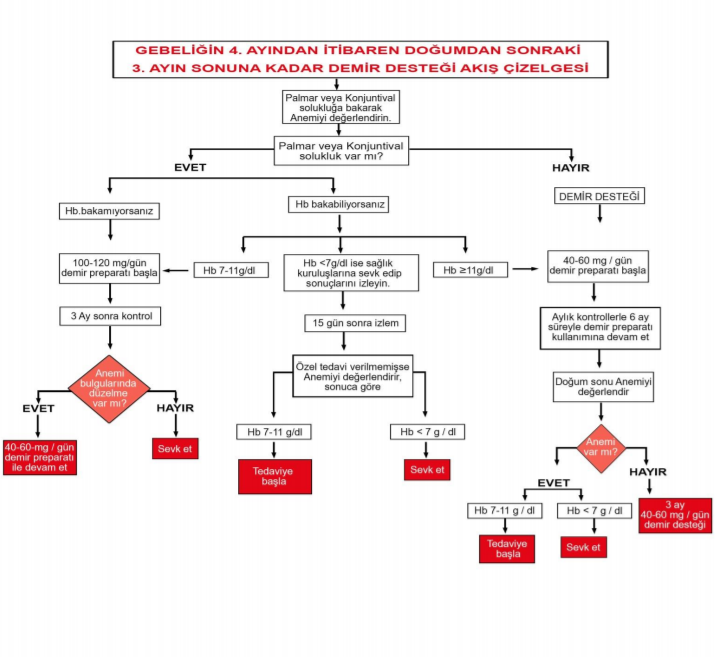 GEBELİĞİN 4. AYINDAN İTİBAREN DOĞUMDAN SONRAKİ
3. AYIN SONUNA KADAR DEMİR DESTEĞİ AKIŞ ÇİZELGESİ
Palmar veya Konjuntival
solukluğa bakarak
Anemiyi değerlendirin.
Palmar veya Konjuntival
solukluk var mı?
EVET
HAYIR
Hb.bakamıyorsanız
Hb bakabiliyorsanız
DEMİR DESTEĞİ
100-120 mg/gün
demir preparatı başla
Hb 7-11g/dl
Hb <7g/dl ise sağlık
kuruluşlarına sevk edip
sonuçlarını izleyin.
Hb ≥11g/dl
40-60 mg / gün
demir preparatı başla
3 Ay sonra kontrol
15 gün sonra izlem
Aylık kontrollerle 6 ay
süreyle demir preparatı
kullanımına devam et
Anemi
bulgularında
düzelme
var mı?
EVET
HAYIR
40-60-mg / gün
demir preparatı
ile devam et
Sevk et
Özel tedavi verilmemişse
Anemiyi değerlendirir,
sonuca göre
Hb 7-11 g/dl
Hb < 7 g / dl
Tedaviye
başla
Sevk et
Doğum sonu Anemiyi
değerlendir
Anemi
var mı?
EVET
HAYIR
Hb 7-11 g / dl
Hb < 7 g / dl
3 ay
40-60 mg / gün
demir desteği
Tedaviye
başla
Sevk et